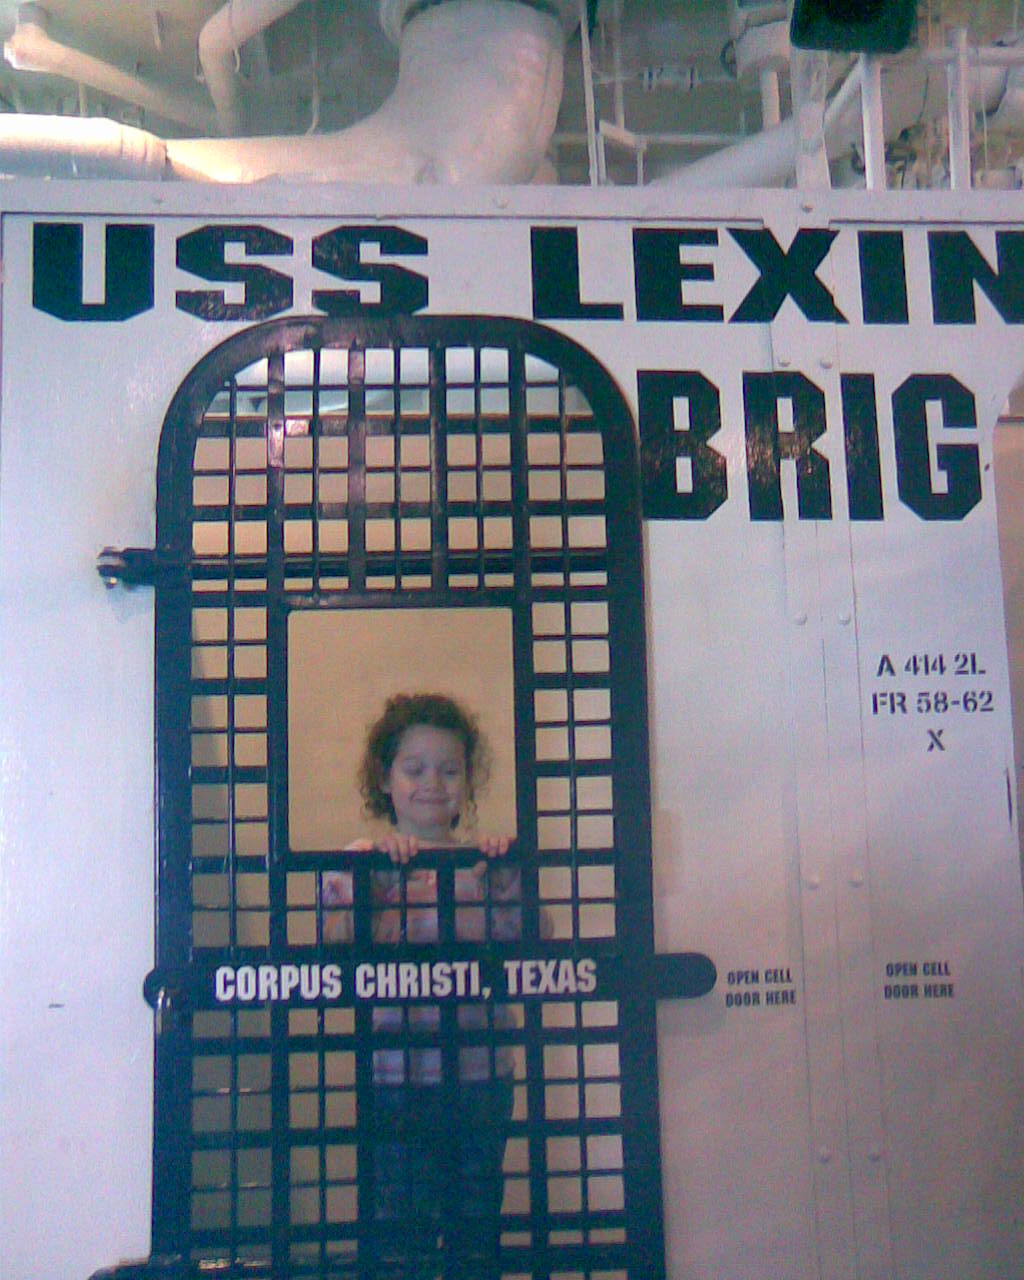 USS LEXIN
BRIG
A 414 2L
FR 58-62
X
CORPUS CHRISTI, TEXAS
OPEN CELL
DOOR HERE
OPEN CELL
DOOR HERE